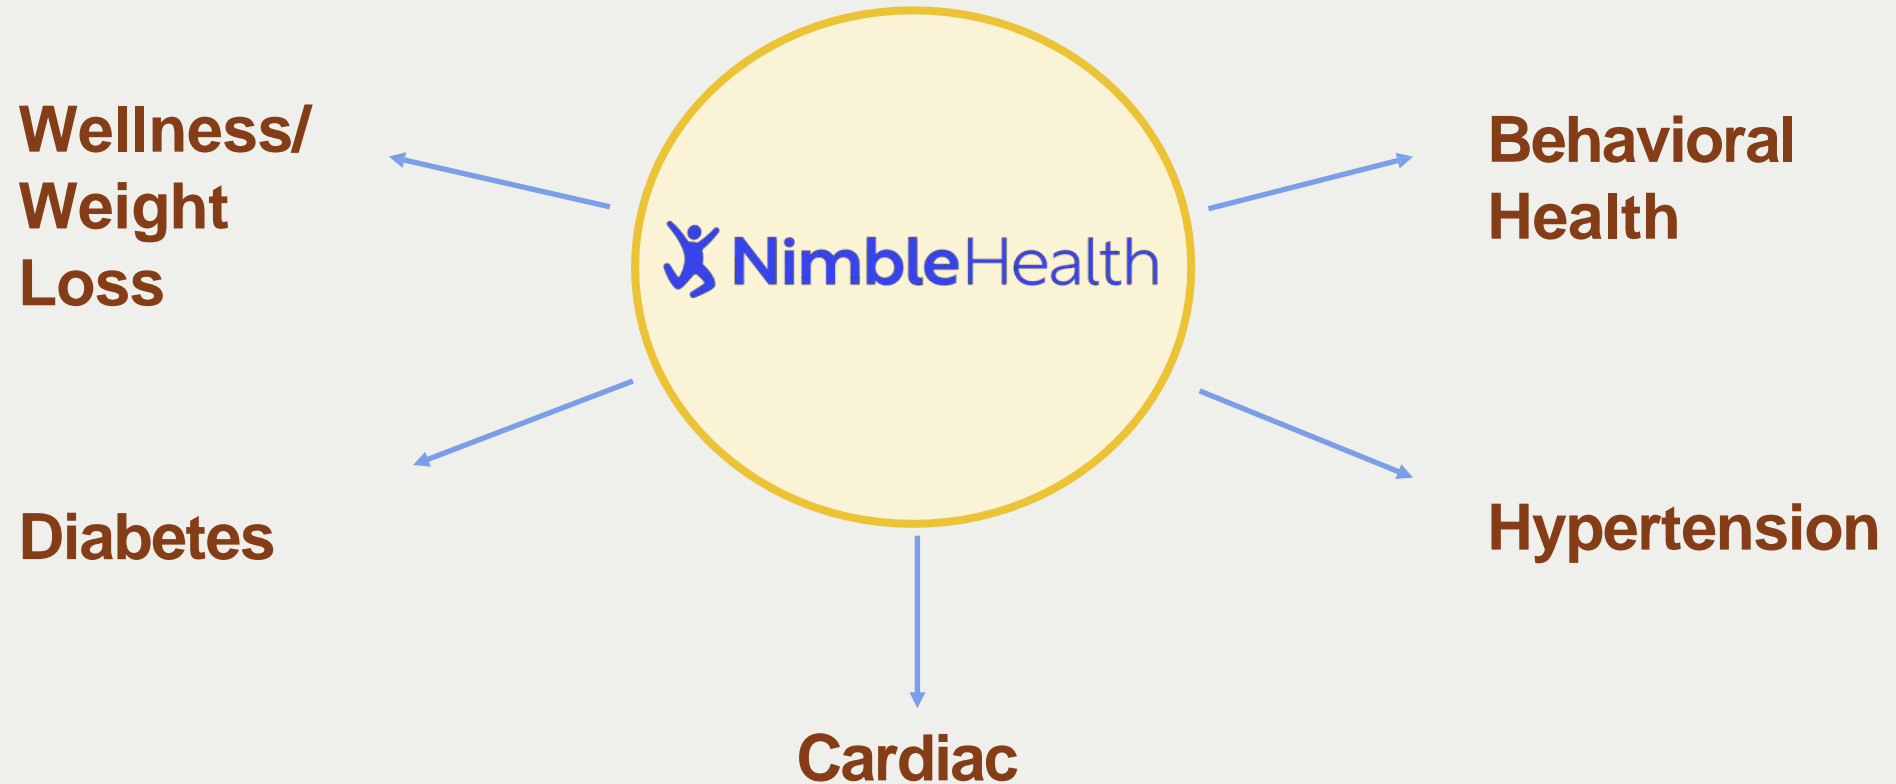 Wellness/
Weight
Loss
NimbleHealth
Behavioral
Health
Diabetes
Hypertension
Cardiac